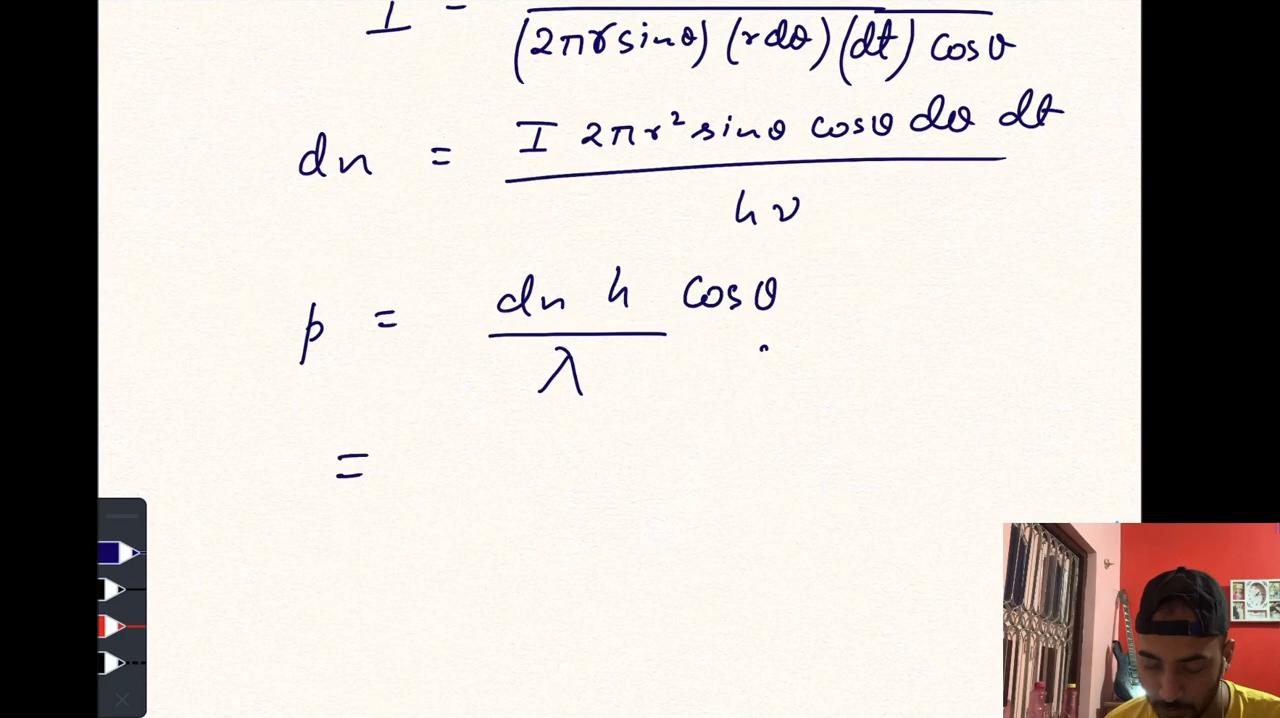 I =
(2πr sinθ) (r dθ) (dt) cosθ
dn = I 2πr² sinθ cosθ dθ dt
hν
p = dn h cosθ
λ
=